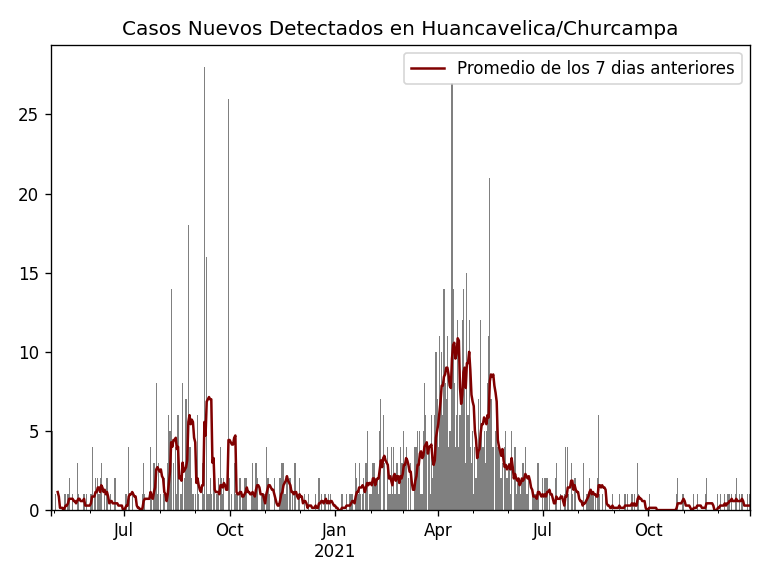 Casos Nuevos Detectados en Huancavelica/Churcampa
Promedio de los 7 dias anteriores
25
20
15
10
5
0
Jul
Oct
Jan
2021
Apr
Jul
Oct